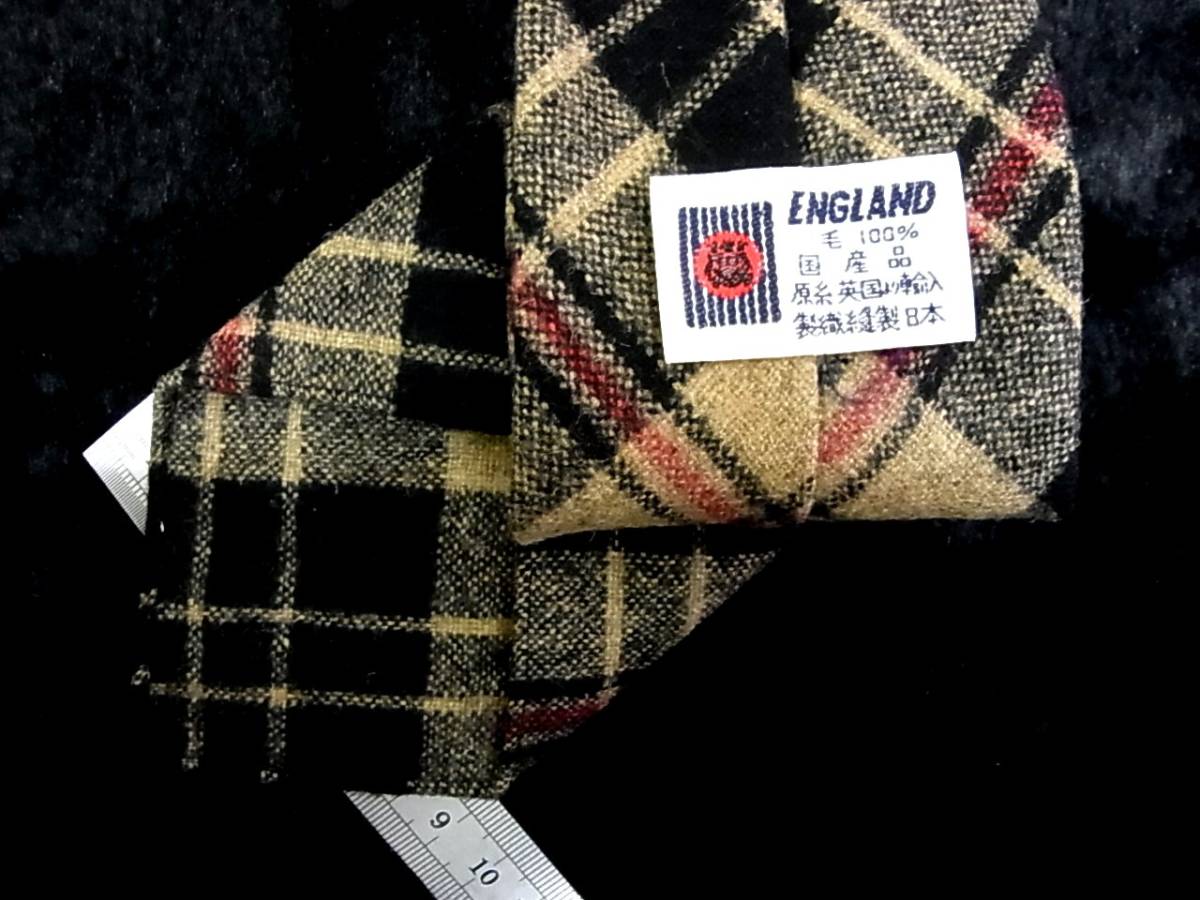 ENGLAND
毛 100%
国産品
原糸英国より輸入
製織縫製日本
9
10